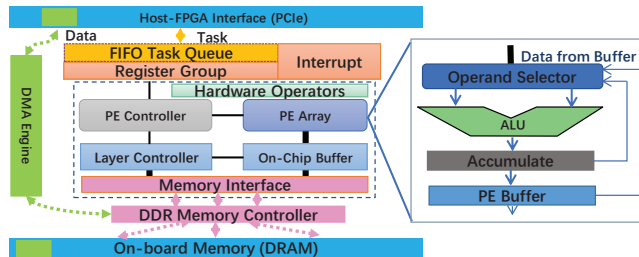 Host-FPGA Interface (PCIe)
Data
Task
FIFO Task Queue
Register Group
Interrupt
Hardware Operators
PE Controller
PE Array
Layer Controller
On-Chip Buffer
Memory Interface
DDR Memory Controller
On-board Memory (DRAM)
DMA Engine
Data from Buffer
Operand Selector
ALU
Accumulate
PE Buffer